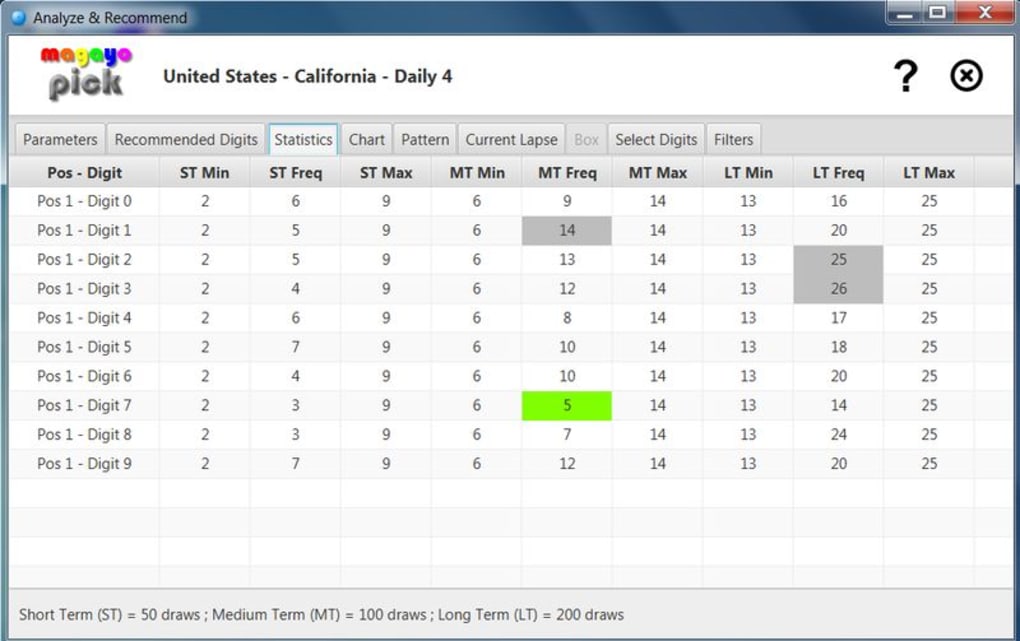 Analyze & Recommend
magayo
pick
United States - California - Daily 4
?
Parameters Recommended Digits Statistics Chart Pattern Current Lapse Box Select Digits Filters
Pos - Digit ST Min ST Freq ST Max MT Min MT Freq MT Max LT Min LT Freq LT Max
Pos 1 - Digit 0 2 6 9 6 9 14 13 16 25
Pos 1 - Digit 1 2 5 9 6 14 14 13 20 25
Pos 1 - Digit 2 2 5 9 6 13 14 13 25 25
Pos 1 - Digit 3 2 4 9 6 12 14 13 26 25
Pos 1 - Digit 4 2 6 9 6 8 14 13 17 25
Pos 1 - Digit 5 2 7 9 6 10 14 13 18 25
Pos 1 - Digit 6 2 4 9 6 10 14 13 20 25
Pos 1 - Digit 7 2 3 9 6 5 14 13 14 25
Pos 1 - Digit 8 2 3 9 6 7 14 13 24 25
Pos 1 - Digit 9 2 7 9 6 12 14 13 20 25
Short Term (ST) = 50 draws ; Medium Term (MT) = 100 draws ; Long Term (LT) = 200 draws